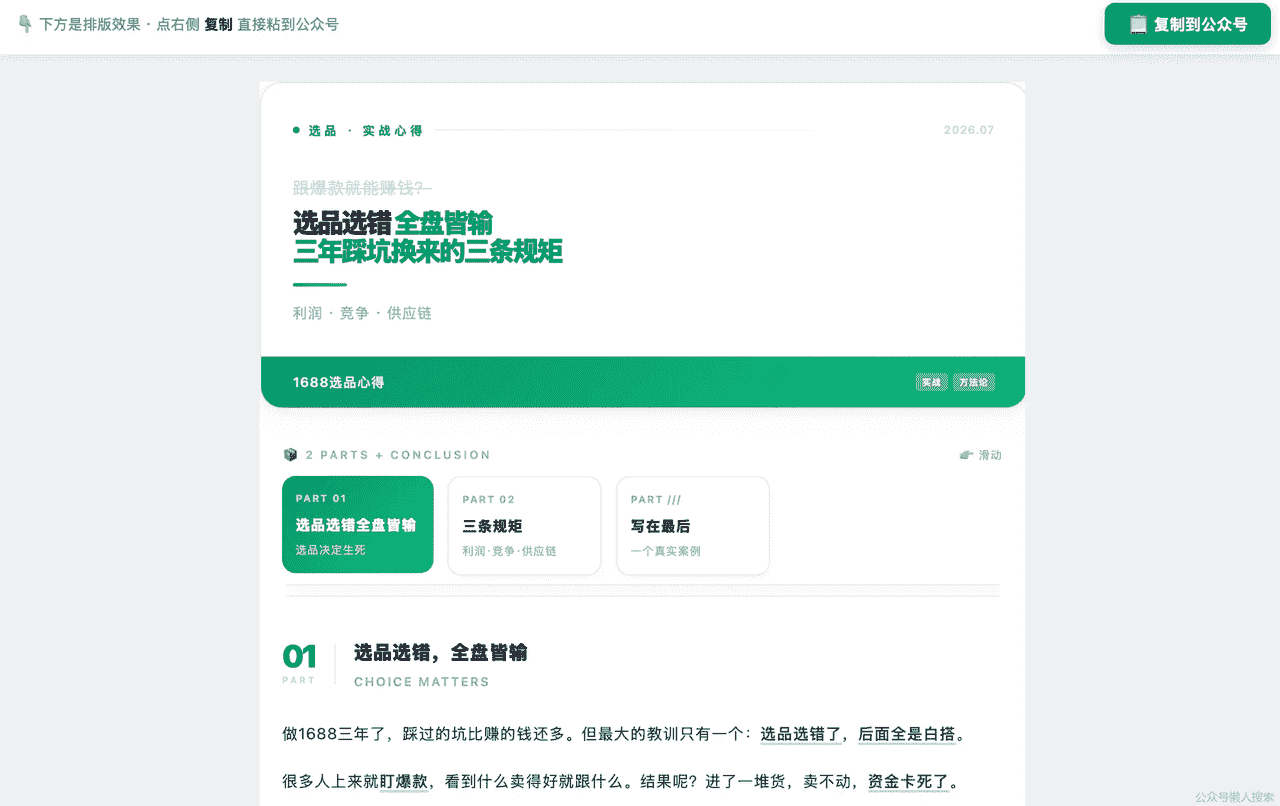 下方是排版效果 · 点右侧 复制 直接粘到公众号
复制到公众号
选品 · 实战心得
2026.07
跟爆款就能赚钱?
选品选错 全盘皆输
三年踩坑换来的三条规矩
利润 · 竞争 · 供应链
1688选品心得
实战 方法论
2 PARTS + CONCLUSION
滑动
PART 01
选品选错全盘皆输
选品决定生死
PART 02
三条规矩
利润·竞争·供应链
PART ///
写在最后
一个真实案例
01
PART
选品选错，全盘皆输
CHOICE MATTERS
做1688三年了，踩过的坑比赚的钱还多。但最大的教训只有一个：选品选错了，后面全是白搭。
很多人上来就盯爆款，看到什么卖得好就跟什么。结果呢？进了一堆货，卖不动，资金卡死了。
公众号懒人搜索